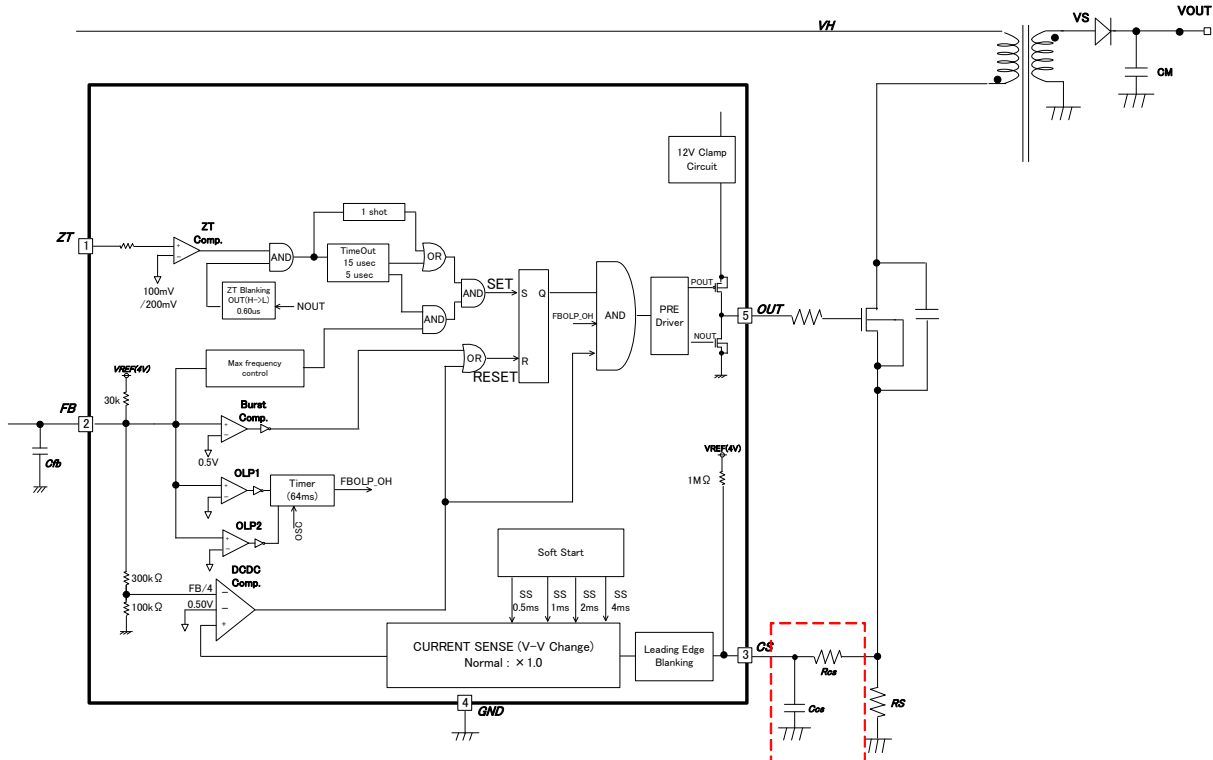 VH
VS
VOUT
CM
12V Clamp
Circuit
1 shot
ZT
1
ZT
Comp.
100mV
/200mV
AND
TimeOut
15 usec
5 usec
OR
ZT Blanking
OUT(H->L)
0.60us
NOUT
AND
AND
SET
S
Q
R
FBOLP_OH
AND
PRE
Driver
POUT
NOUT
5
OUT
Max frequency
control
OR
RESET
VREF(4V)
30k
FB
2
Cfb
Burst
Comp.
0.5V
OLP1
Timer
(64ms)
FBOLP_OH
OSC
OLP2
VREF(4V)
1MΩ
300kΩ
100kΩ
FB/4
0.50V
DCDC
Comp.
Soft Start
SS
0.5ms
SS
1ms
SS
2ms
SS
4ms
CURRENT SENSE (V-V Change)
Normal : ×1.0
Leading Edge
Blanking
3
CS
Rcs
Ccs
RS
4
GND